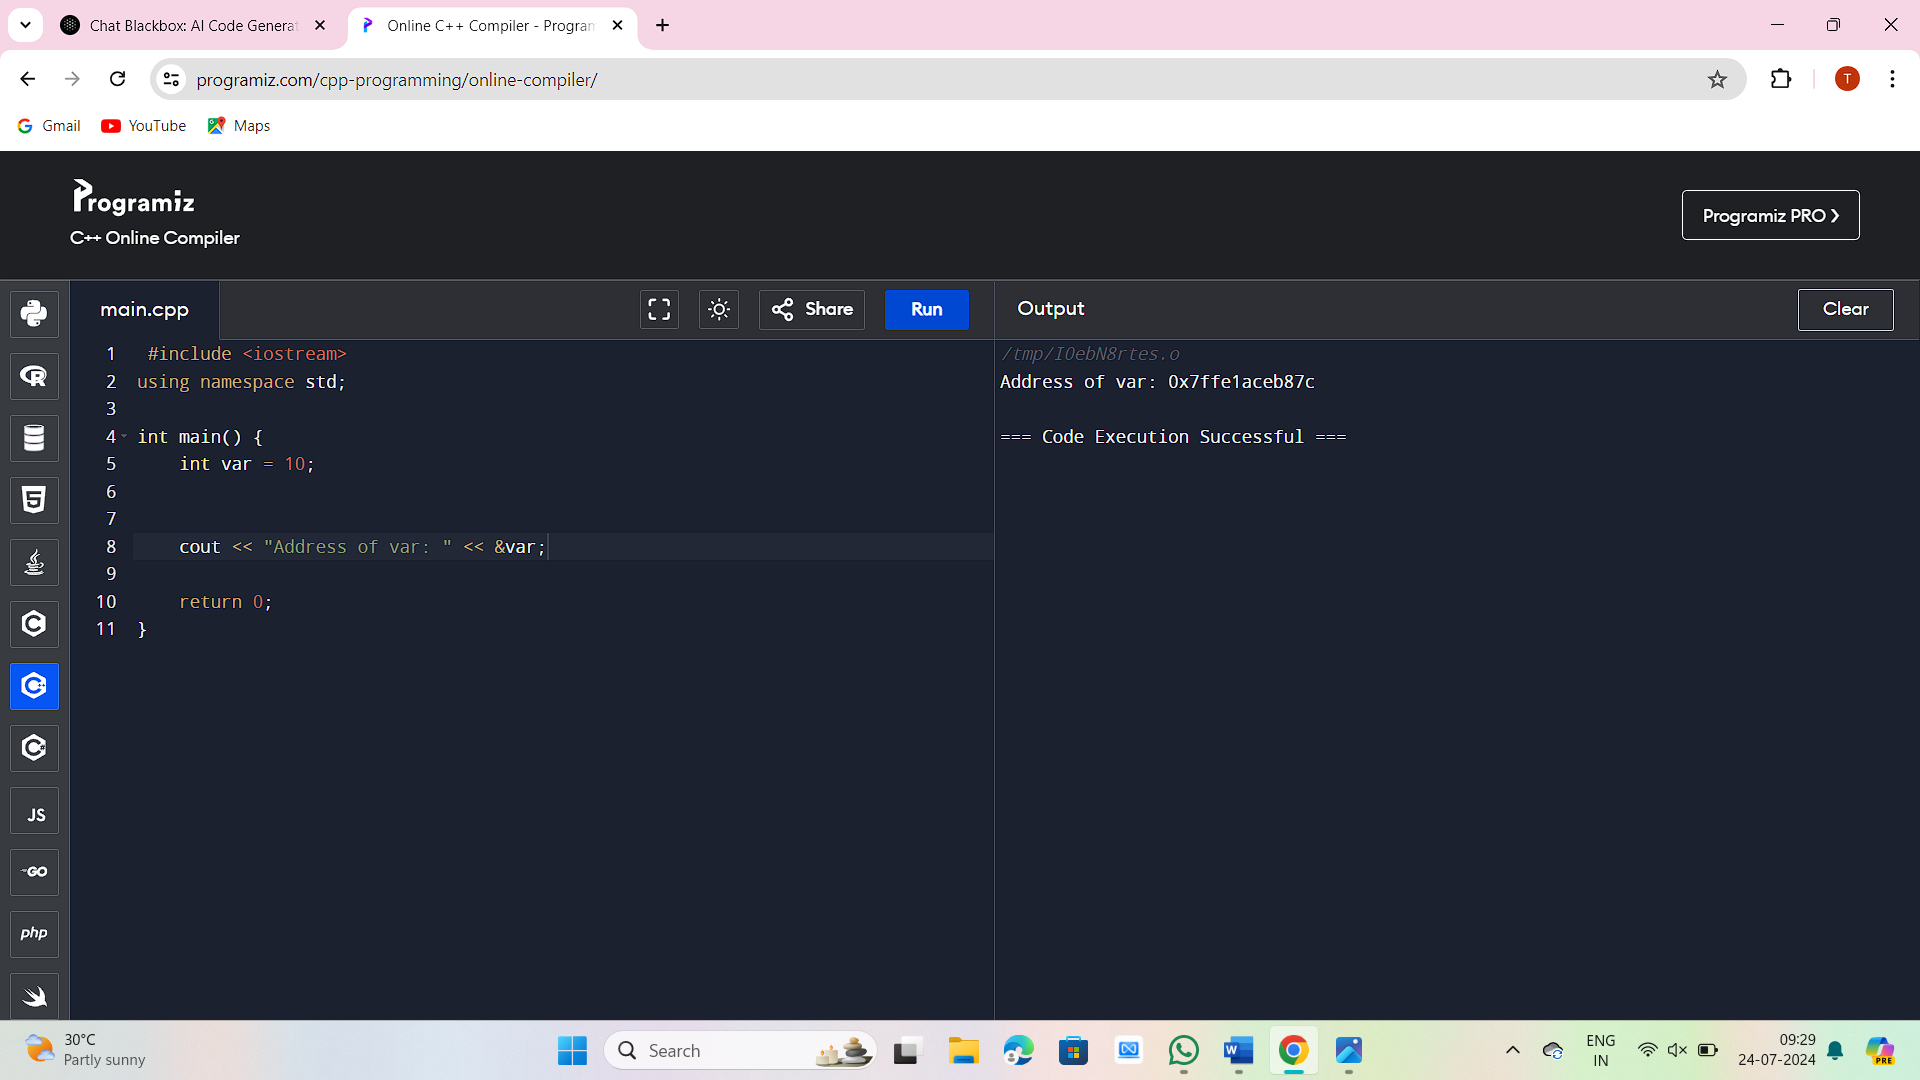 Chat Blackbox: AI Code Generat
Online C++ Compiler - Program
programiz.com/cpp-programming/online-compiler/
T
Gmail
YouTube
Maps
Programiz
C++ Online Compiler
Programiz PRO
main.cpp
Share
Run
Output
Clear
1 #include <iostream>
2 using namespace std;
3
4 int main() {
5 int var = 10;
6
7
8 cout << "Address of var: " << &var;
9
10 return 0;
11 }
/tmp/IOebN8rtes.o
Address of var: 0x7ffe1aceb87c
=== Code Execution Successful ===
R
5
C
C++
C#
JS
GO
php
30°C
Partly sunny
Search
W
ENG
IN
09:29
24-07-2024
PRE